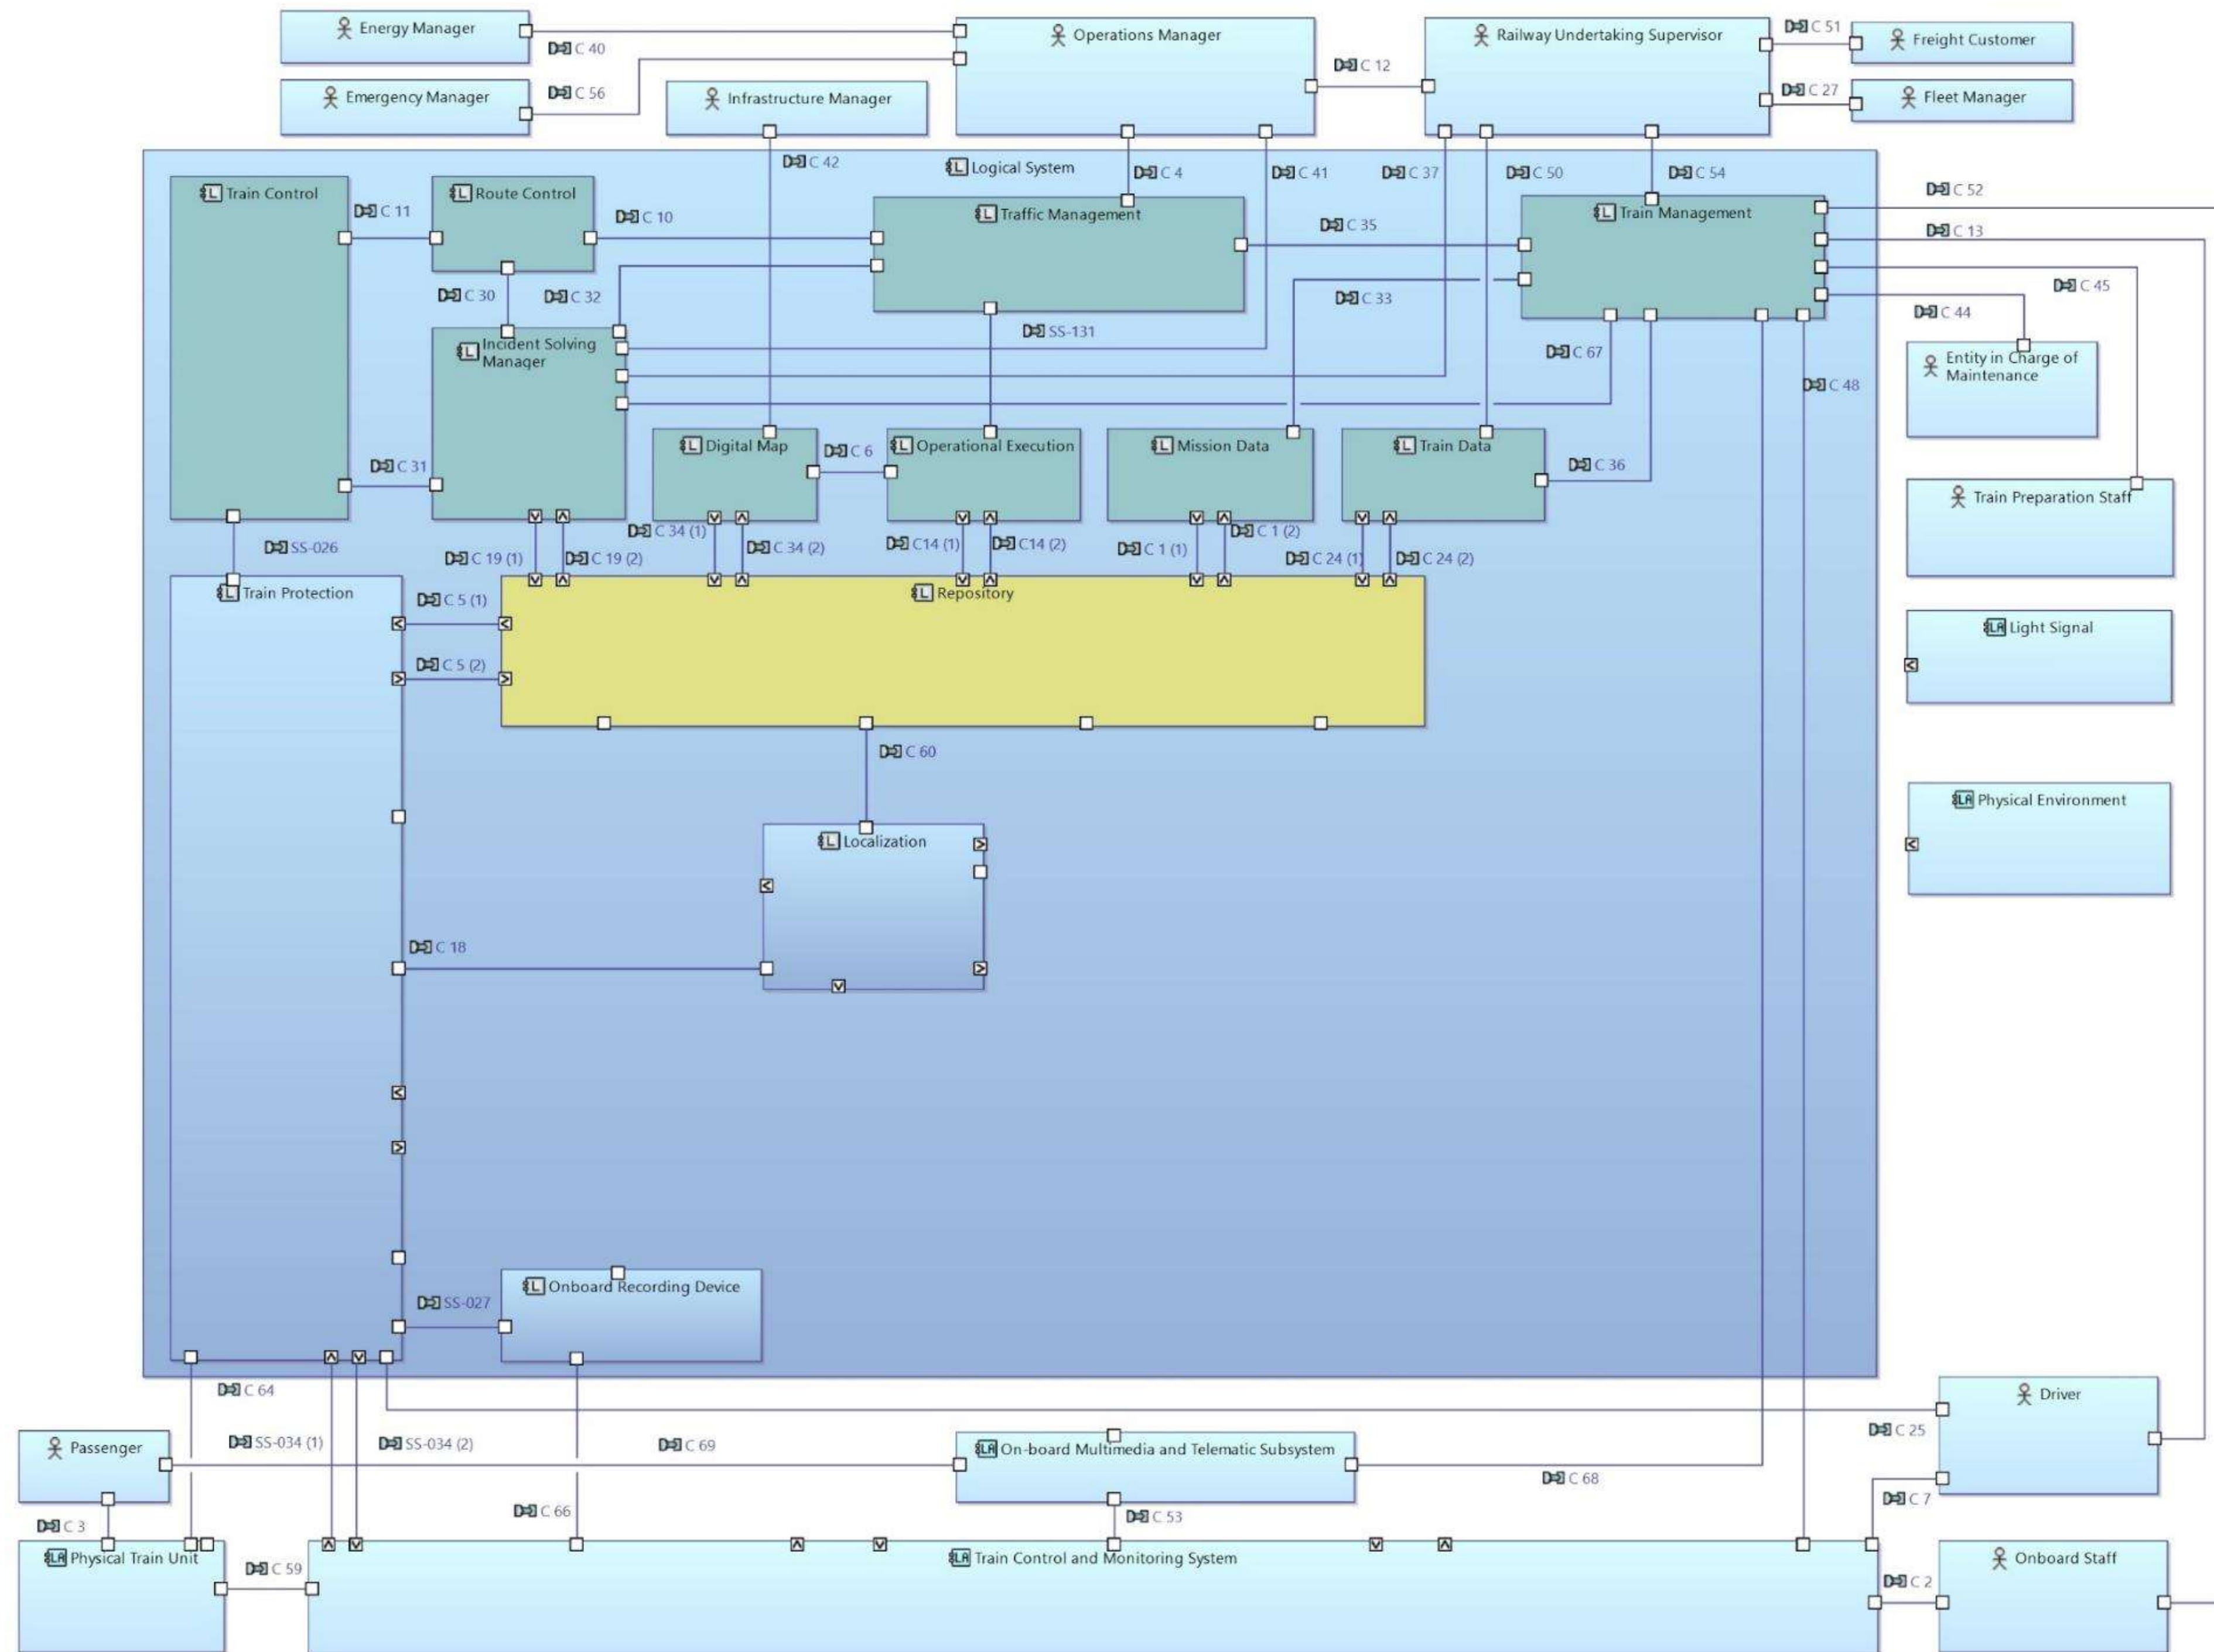 Energy Manager
C 40
Operations Manager
Railway Undertaking Supervisor
C 51
Freight Customer
C 12
Emergency Manager
C 56
Infrastructure Manager
C 27
Fleet Manager
C 42
Logical System
C 4
C 41
C 37
C 50
C 54
C 52
Train Control
C 11
Route Control
C 10
Traffic Management
C 35
Train Management
C 13
C 30
C 32
C 33
C 45
C 44
SS-131
Incident Solving
Manager
C 67
Entity in Charge of
Maintenance
C 48
C 31
Digital Map
C 6
Operational Execution
Mission Data
Train Data
C 36
Train Preparation Staff
SS-026
C 19 (1)
C 19 (2)
C 34 (1)
C 34 (2)
C14 (1)
C14 (2)
C 1 (1)
C 1 (2)
C 24 (1)
C 24 (2)
Train Protection
C 5 (1)
Repository
Light Signal
C 5 (2)
C 60
Physical Environment
Localization
C 18
Onboard Recording Device
SS-027
C 64
Driver
C 25
Passenger
SS-034 (1)
SS-034 (2)
C 69
On-board Multimedia and Telematic Subsystem
C 68
C 7
C 3
C 66
C 53
Physical Train Unit
C 59
Train Control and Monitoring System
C 2
Onboard Staff